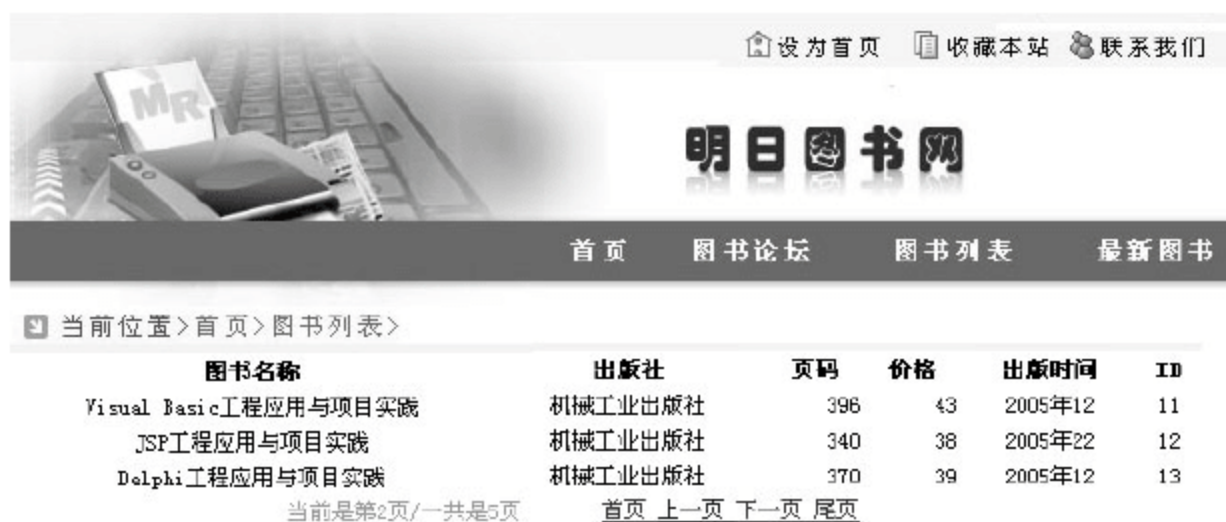 设为首页 收藏本站 联系我们
MR
明日图书网
首页 图书论坛 图书列表 最新图书
当前位置>首页>图书列表>
图书名称 出版社 页码 价格 出版时间 ID
Visual Basic工程应用与项目实践 机械工业出版社 396 43 2005年12 11
JSP工程应用与项目实践 机械工业出版社 340 38 2005年22 12
Delphi工程应用与项目实践 机械工业出版社 370 39 2005年12 13
当前是第2页/一共是5页 首页 上一页 下一页 尾页